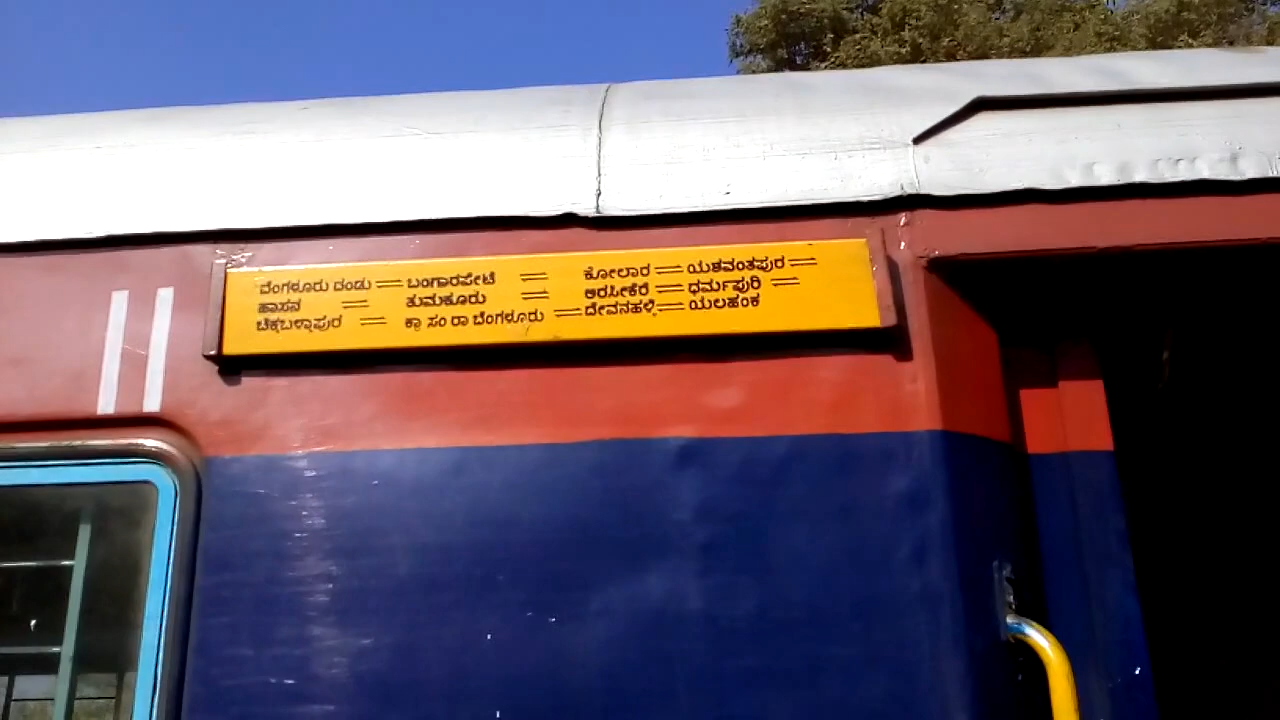 ಬೆಂಗಳೂರು ದಂಡು = ಬಂಗಾರಪೇಟೆ = ಕೋಲಾರ = ಯಶವಂತಪುರ =
ಹಾಸನ = ತುಮಕೂರು = ಅರಸೀಕೆರೆ = ಧರ್ಮಪುರಿ =
ಚಿಕ್ಕಬಳ್ಳಾಪುರ = ಕ್ರಾ ಸಂ ರಾ ಬೆಂಗಳೂರು = ದೇವನಹಳ್ಳಿ = ಯಲಹಂಕ